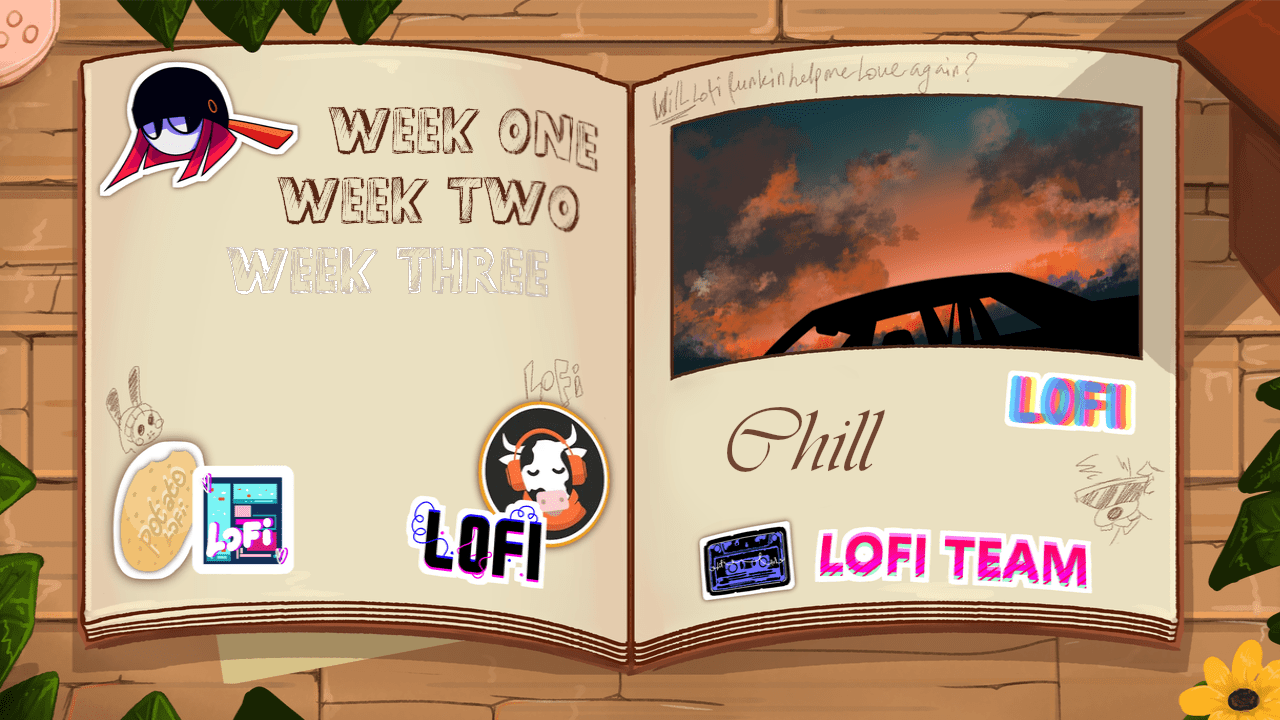 WEEK ONE
WEEK TWO
WEEK THREE
LoFi
Potato
LoFi
LOFI
Will Lofi funkin help me Love again?
LOFI
Chill
LOFI TEAM